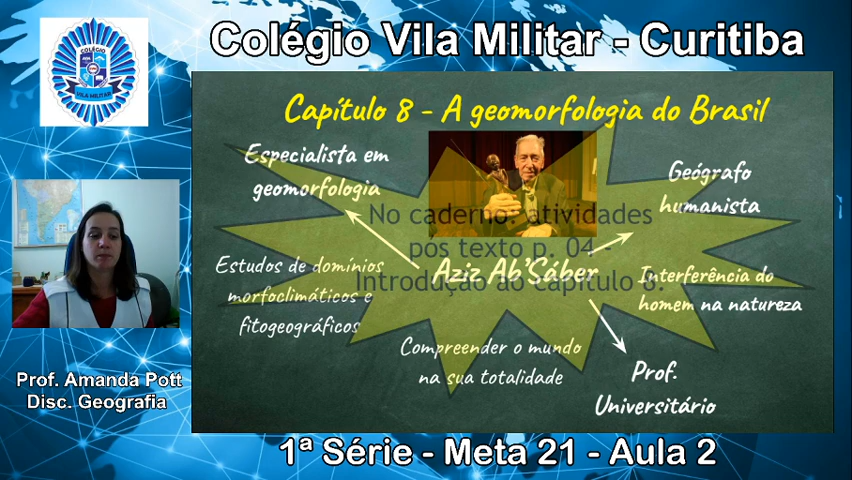 Colégio Vila Militar - Curitiba
COLÉGIO
VILA MILITAR
Capítulo 8 - A geomorfologia do Brasil
Especialista em
geomorfologia
Geógrafo
humanista
No caderno: atividades
pós texto p. 04 -
Introdução ao capítulo 8.
Aziz Ab'Sáber
Estudos de domínios
morfoclimáticos e
fitogeográficos
Interferência do
homem na natureza
Compreender o mundo
na sua totalidade
Prof.
Universitário
Prof. Amanda Pott
Disc. Geografia
1ª Série - Meta 21 - Aula 2